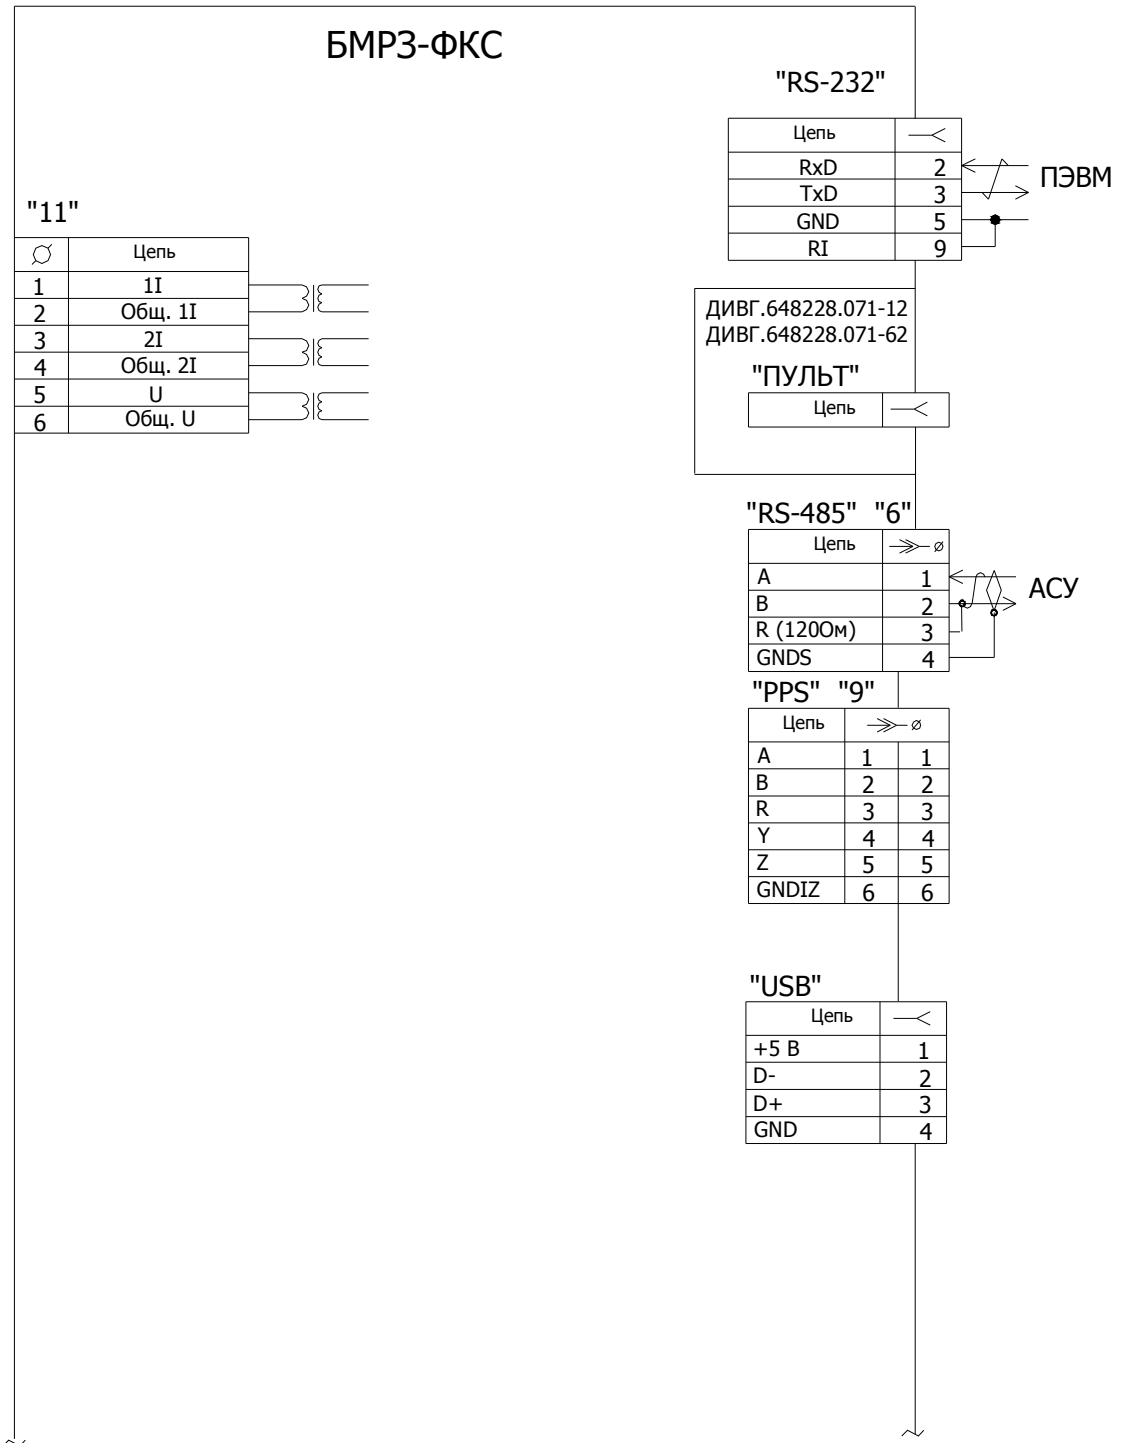 БМРЗ-ФКС
"RS-232"
Цепь
RxD 2
TxD 3
GND 5
RI 9
ПЭВМ
"11"
Цепь
1 1I
2 Общ. 1I
3 2I
4 Общ. 2I
5 U
6 Общ. U
ДИВГ.648228.071-12
ДИВГ.648228.071-62
"ПУЛЬТ"
Цепь
"RS-485" "6"
Цепь
A 1
B 2
R (120Ом) 3
GNDS 4
АСУ
"PPS" "9"
Цепь
A 1 1
B 2 2
R 3 3
Y 4 4
Z 5 5
GNDIZ 6 6
"USB"
Цепь
+5 В 1
D- 2
D+ 3
GND 4